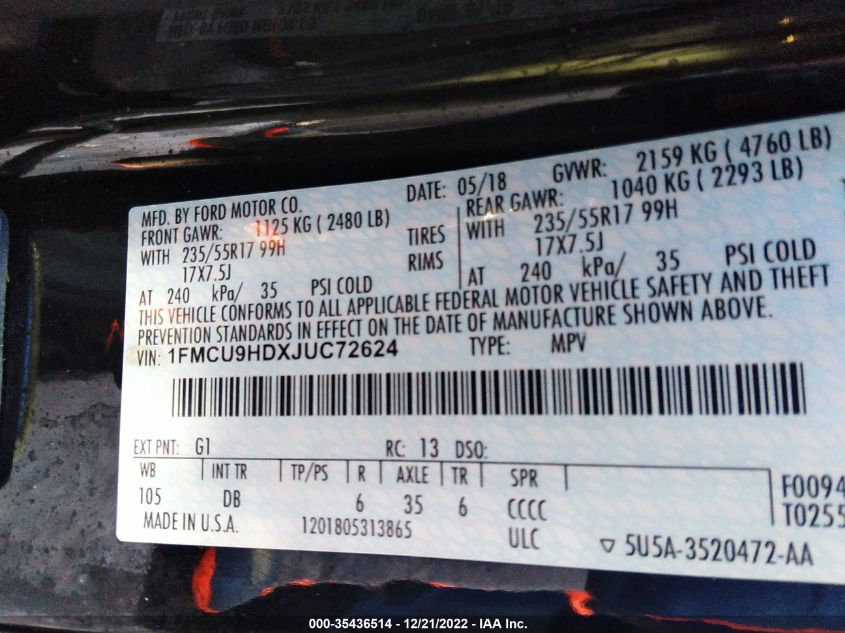 MFD. BY FORD MOTOR CO.
DATE: 05/18
GVWR: 2159 KG ( 4760 LB)
FRONT GAWR: 1125 KG ( 2480 LB)
REAR GAWR: 1040 KG ( 2293 LB)
WITH 235/55R17 99H
TIRES
WITH 235/55R17 99H
17X7.5J
RIMS
17X7.5J
AT 240 kPa/ 35 PSI COLD
AT 240 kPa/ 35 PSI COLD
THIS VEHICLE CONFORMS TO ALL APPLICABLE FEDERAL MOTOR VEHICLE SAFETY AND THEFT
PREVENTION STANDARDS IN EFFECT ON THE DATE OF MANUFACTURE SHOWN ABOVE.
VIN: 1FMCU9HDXJUC72624 TYPE: MPV
EXT PNT: G1 RC: 13 DSO:
WB INT TR TP/PS R AXLE TR SPR
105 DB 6 35 6 CCCC
F0094
T0255
MADE IN U.S.A. 1201805313865 ULC
5U5A-3520472-AA
000-35436514 - 12/21/2022 - IAA Inc.